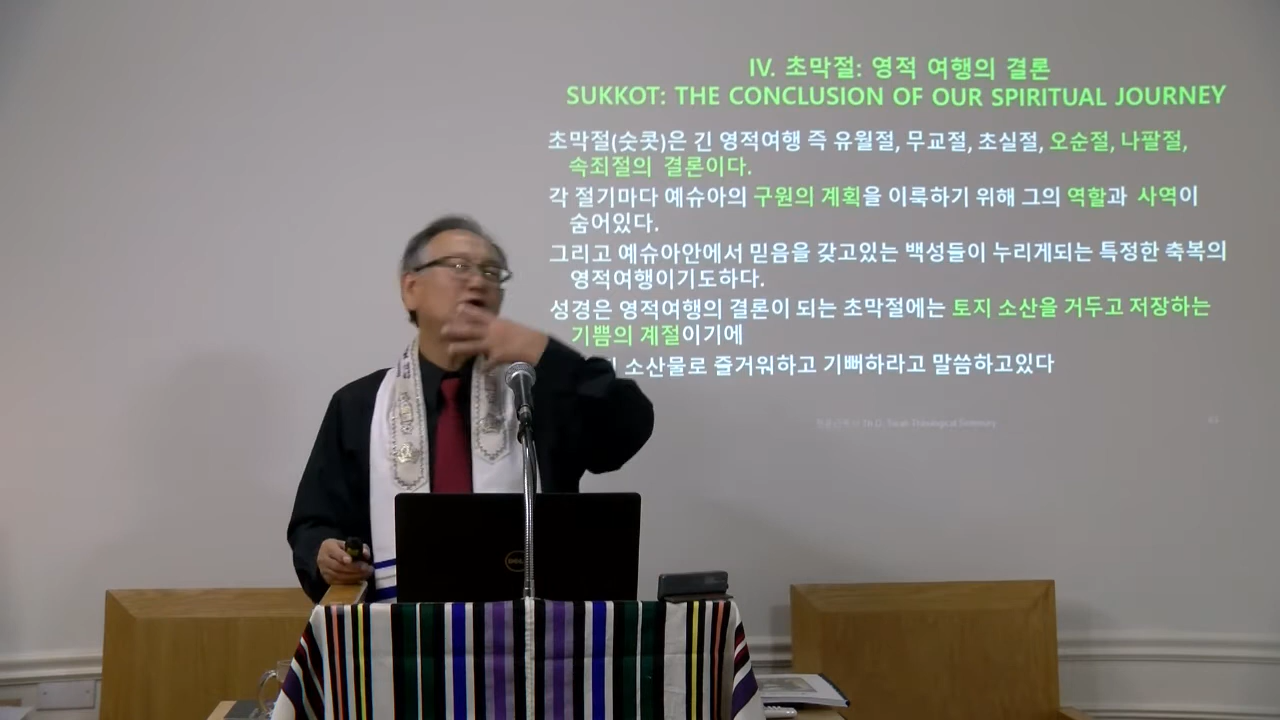 IV. 초막절: 영적 여행의 결론
SUKKOT: THE CONCLUSION OF OUR SPIRITUAL JOURNEY
초막절(숫콧)은 긴 영적여행 즉 유월절, 무교절, 초실절, 오순절, 나팔절,
속죄절의 결론이다.
각 절기마다 예슈아의 구원의 계획을 이룩하기 위해 그의 역할과 사역이
숨어있다.
그리고 예슈아안에서 믿음을 갖고있는 백성들이 누리게되는 특정한 축복의
영적여행이기도하다.
성경은 영적여행의 결론이 되는 초막절에는 토지 소산을 거두고 저장하는
기쁨의 계절이기에
소산물로 즐거워하고 기뻐하라고 말씀하고있다
Th.D. Israel Theological Seminary
DELL